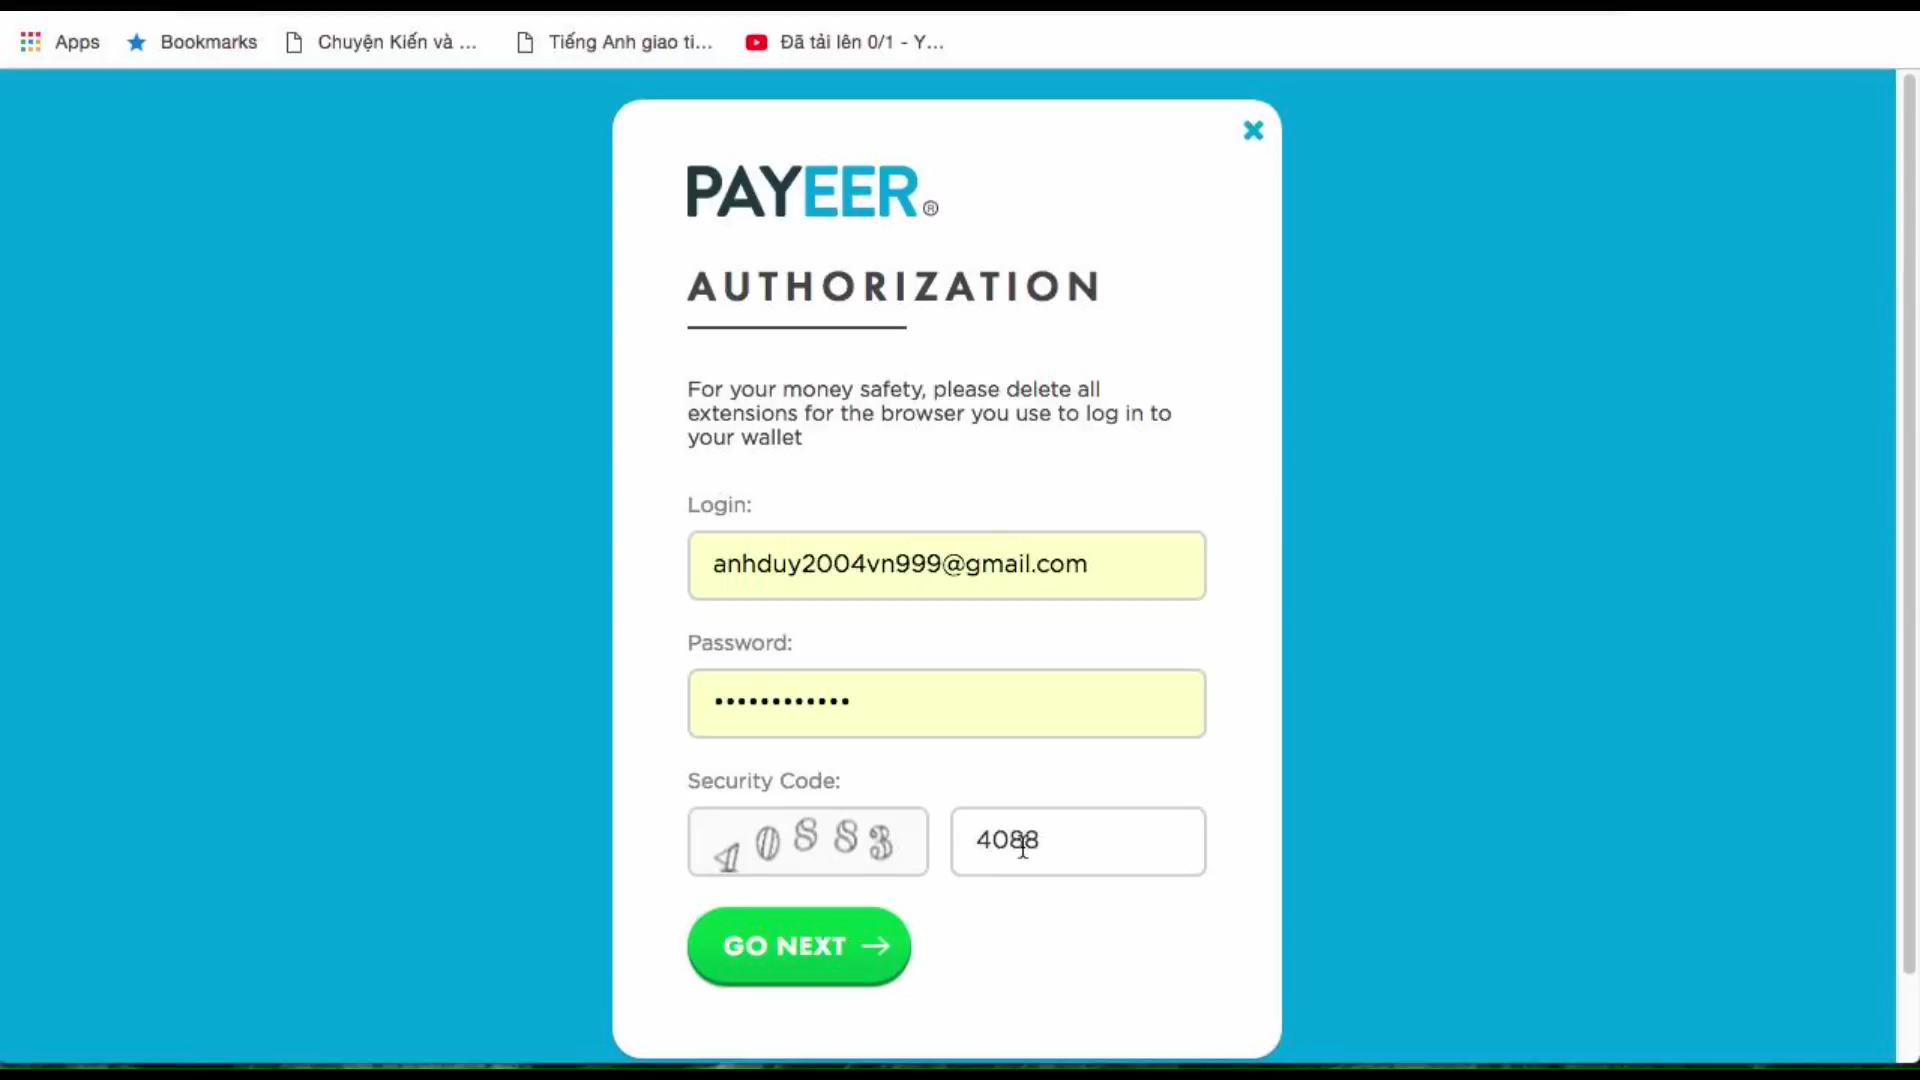 Apps Bookmarks Chuyện Kiến và ... Tiếng Anh giao ti... Đã tải lên 0/1 - Y...
PAYEER®
AUTHORIZATION
For your money safety, please delete all
extensions for the browser you use to log in to
your wallet
Login:
anhduy2004vn999@gmail.com
Password:
••••••••••••
Security Code:
40883 4088
GO NEXT →